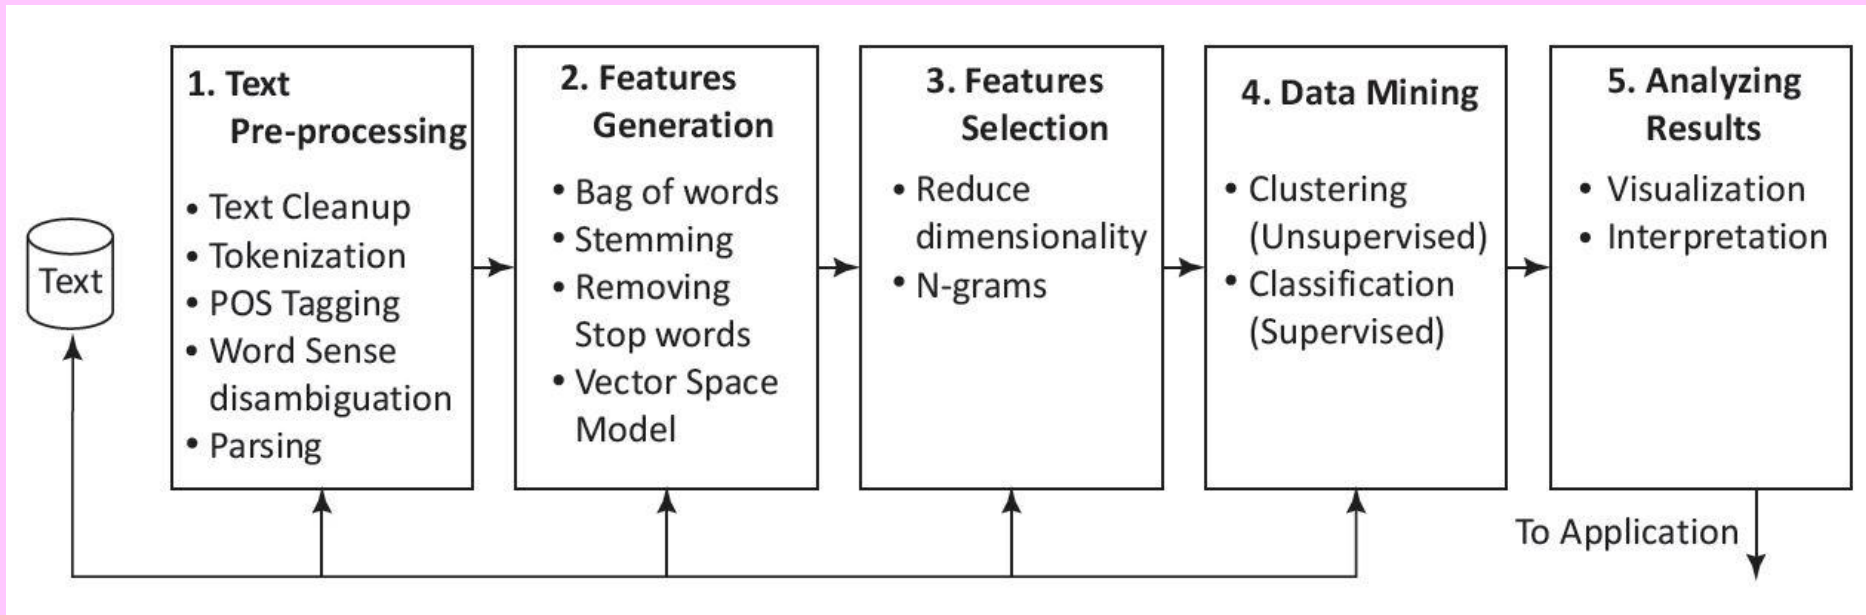 Text
1. Text
Pre-processing
• Text Cleanup
• Tokenization
• POS Tagging
• Word Sense
disambiguation
• Parsing
2. Features
Generation
• Bag of words
• Stemming
• Removing
Stop words
• Vector Space
Model
3. Features
Selection
• Reduce
dimensionality
• N-grams
4. Data Mining
• Clustering
(Unsupervised)
• Classification
(Supervised)
5. Analyzing
Results
• Visualization
• Interpretation
To Application